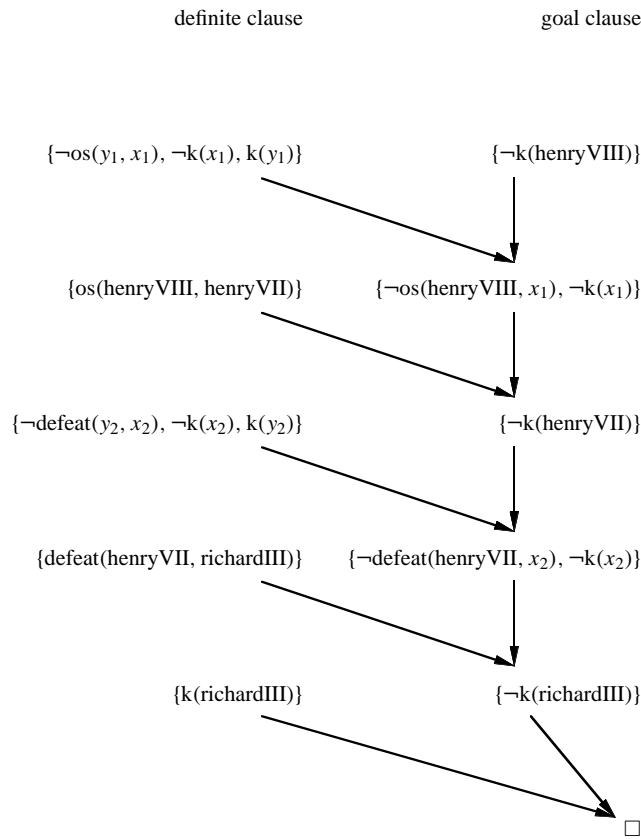 definite clause goal clause
{¬os(y₁, x₁), ¬k(x₁), k(y₁)} {¬k(henryVIII)}
{os(henryVIII, henryVII)} {¬os(henryVIII, x₁), ¬k(x₁)}
{¬defeat(y₂, x₂), ¬k(x₂), k(y₂)} {¬k(henryVII)}
{defeat(henryVII, richardIII)} {¬defeat(henryVII, x₂), ¬k(x₂)}
{k(richardIII)} {¬k(richardIII)}
□